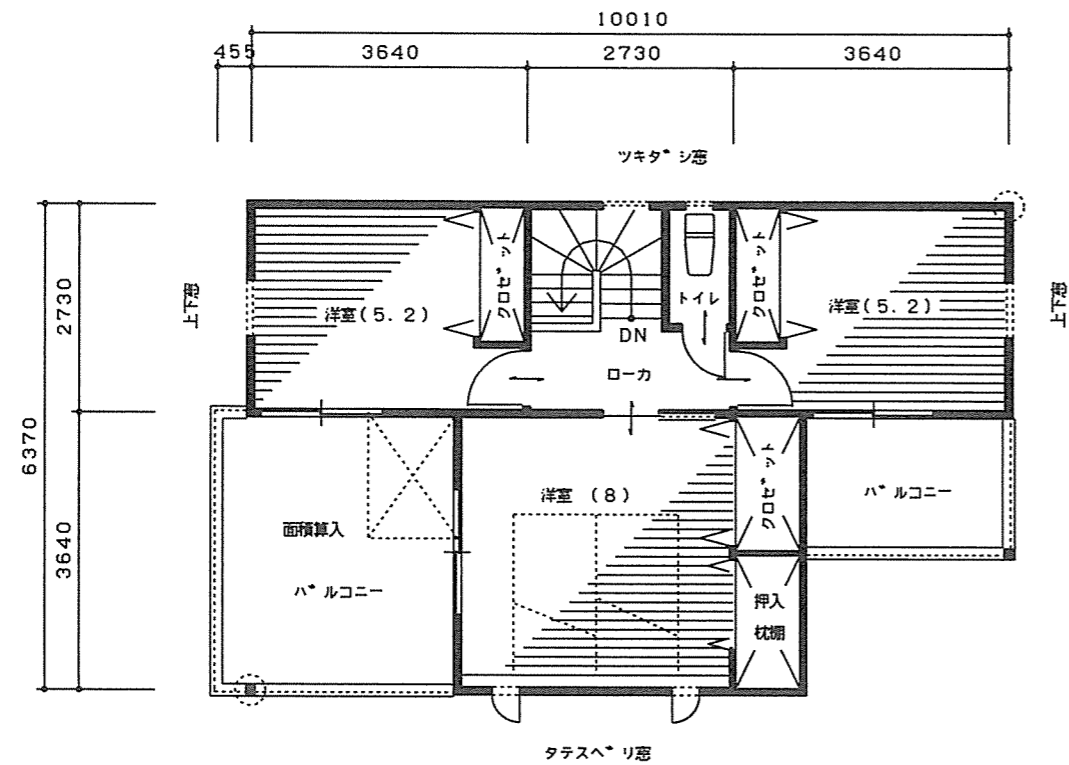 10010
455
3640
2730
3640
ツキダシ窓
2730
6370
3640
上下窓
洋室(5.2)
クロゼット
DN
トイレ
クロゼット
洋室(5.2)
上下窓
ローカ
面積算入
バルコニー
洋室 (8)
クロゼット
バルコニー
押入
枕棚
タテスベリ窓